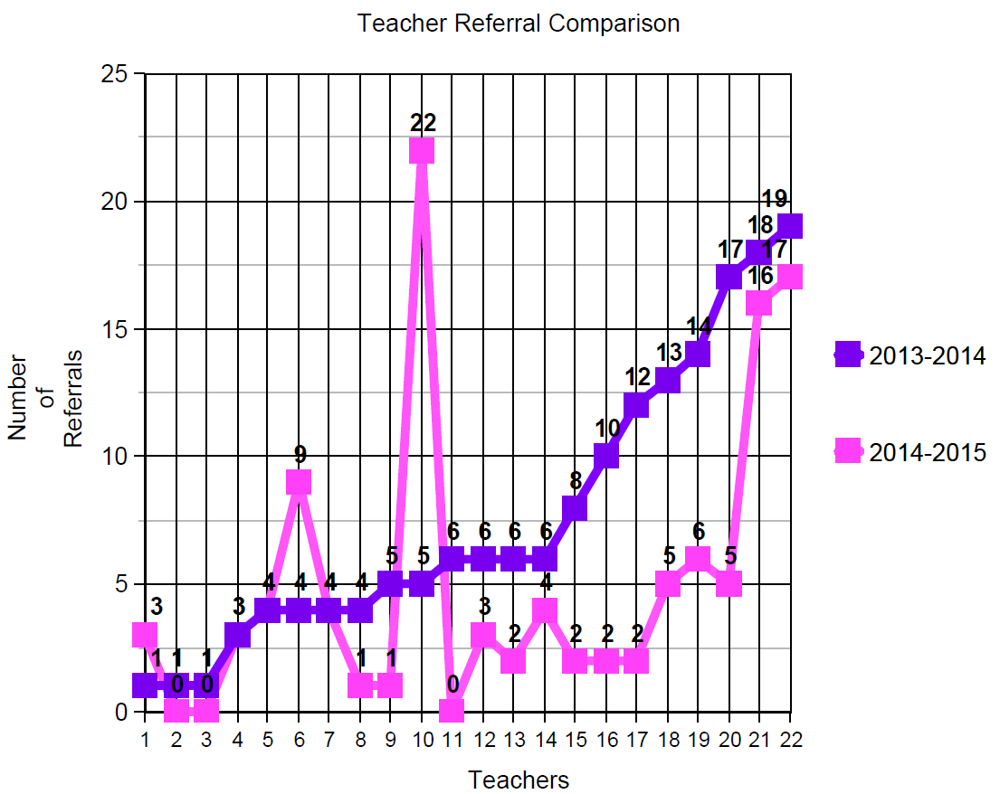 Teacher Referral Comparison
25
22
20
19
18
17 17
16
15
14
13
12
10
10
9
8
6 6 6 6 6
5 5 5 5 5
4 4 4 4 4
3 3 3
2 2 2 2
1 1 1 1 1
0 0 0
0
1 2 3 4 5 6 7 8 9 10 11 12 13 14 15 16 17 18 19 20 21 22
Teachers
Number
of
Referrals
2013-2014
2014-2015